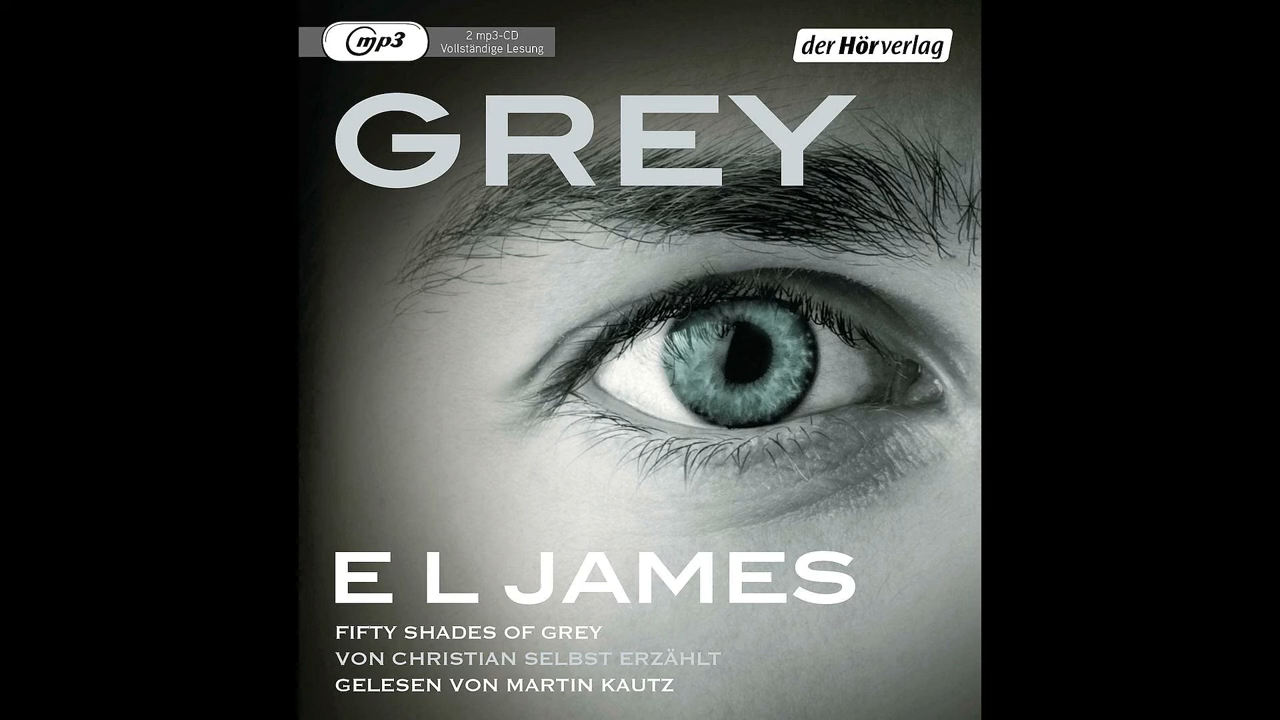 mp3
2 mp3-CD
Vollständige Lesung
der Hörverlag
GREY
E L JAMES
FIFTY SHADES OF GREY
VON CHRISTIAN SELBST ERZÄHLT
GELESEN VON MARTIN KAUTZ